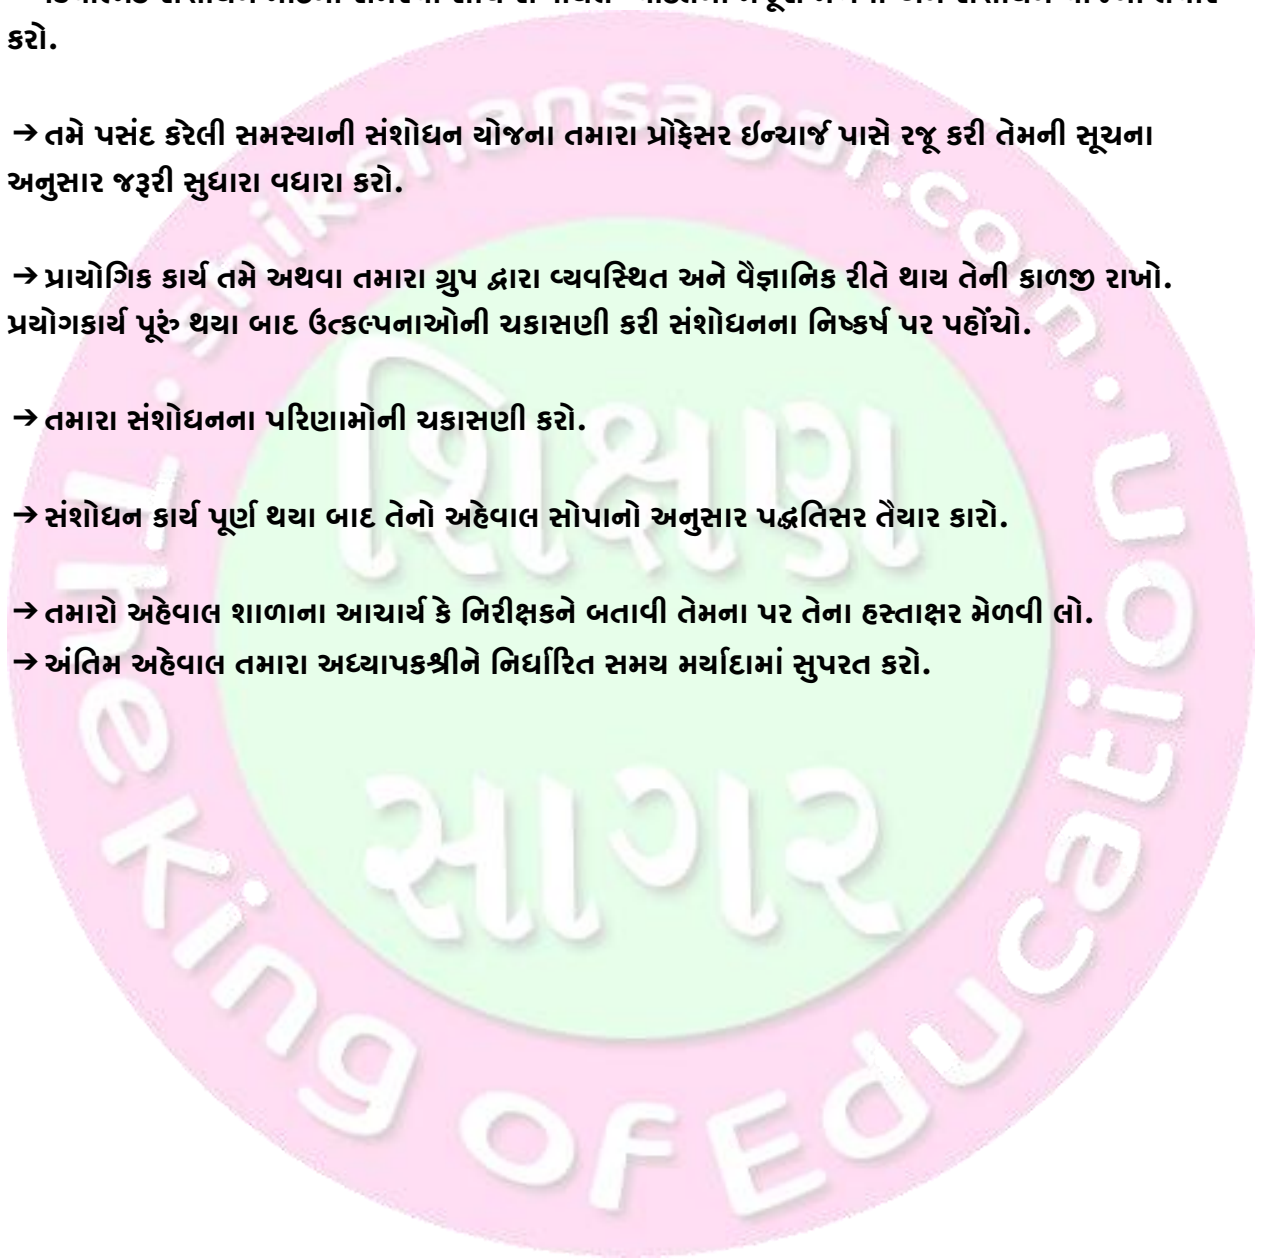 કરો.
→ તમે પસંદ કરેલી સમસ્યાની સંશોધન યોજના તમારા પ્રોફેસર ઇન્ચાર્જ પાસે રજૂ કરી તેમની સૂચના
અનુસાર જરૂરી સુધારા વધારા કરો.
→ પ્રાયોગિક કાર્ય તમે અથવા તમારા ગ્રુપ દ્વારા વ્યવસ્થિત અને વૈજ્ઞાનિક રીતે થાય તેની કાળજી રાખો.
પ્રયોગકાર્ય પૂરું થયા બાદ ઉત્કલ્પનાઓની ચકાસણી કરી સંશોધનના નિષ્કર્ષ પર પહોંચો.
→ તમારા સંશોધનના પરિણામોની ચકાસણી કરો.
→ સંશોધન કાર્ય પૂર્ણ થયા બાદ તેનો અહેવાલ સોપાનો અનુસાર પદ્ધતિસર તૈયાર કારો.
→ તમારો અહેવાલ શાળાના આચાર્ય કે નિરીક્ષકને બતાવી તેમના પર તેના હસ્તાક્ષર મેળવી લો.
→ અંતિમ અહેવાલ તમારા અધ્યાપકશ્રીને નિર્ધારિત સમય મર્યાદામાં સુપરત કરો.
શિક્ષણ
સાગર
The King of Education